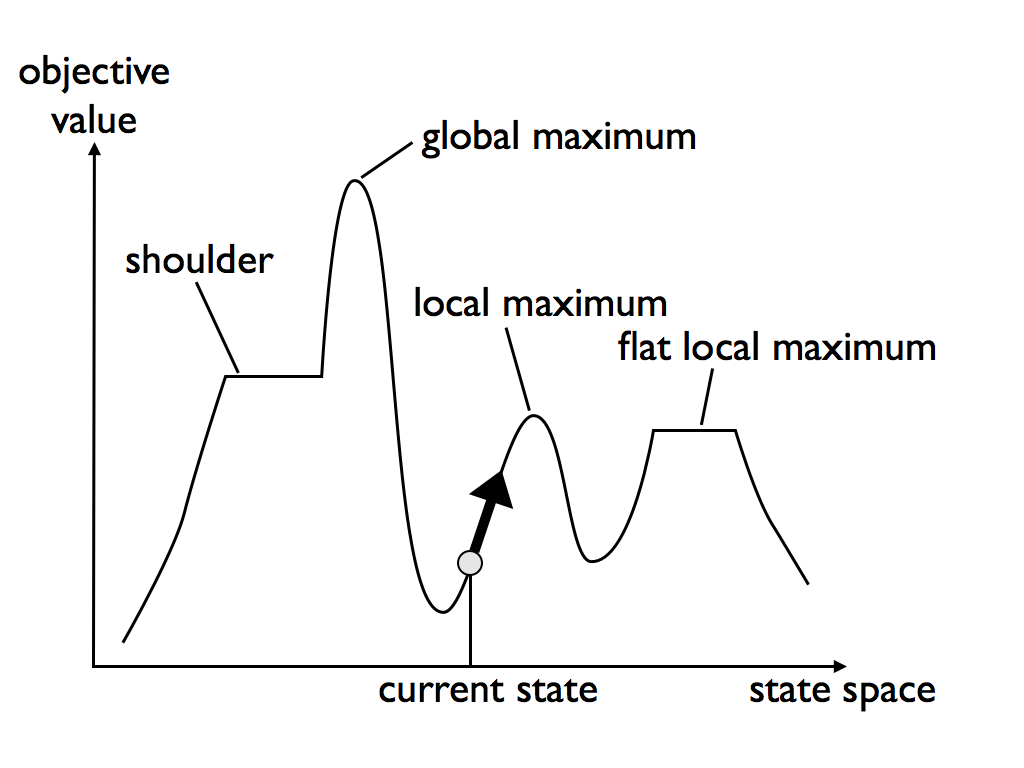 objective
value
global maximum
shoulder
local maximum
flat local maximum
current state
state space